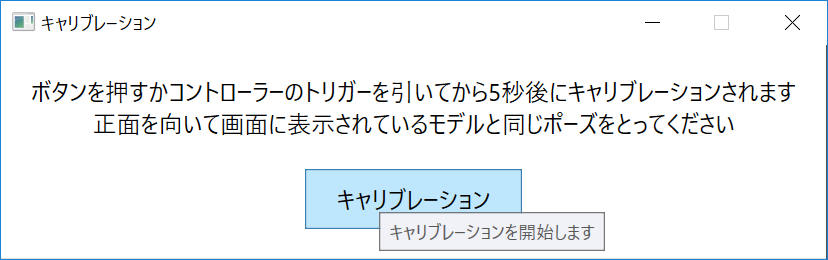 キャリブレーション
ボタンを押すかコントローラーのトリガーを引いてから5秒後にキャリブレーションされます
正面を向いて画面に表示されているモデルと同じポーズをとってください
キャリブレーション
キャリブレーションを開始します